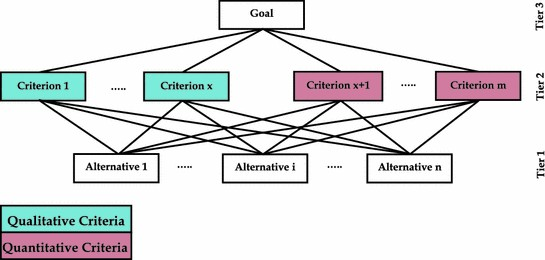 Goal
Tier 3
Criterion 1
.....
Criterion x
Criterion x+1
.....
Criterion m
Tier 2
Alternative 1
.....
Alternative i
.....
Alternative n
Tier 1
Qualitative Criteria
Quantitative Criteria